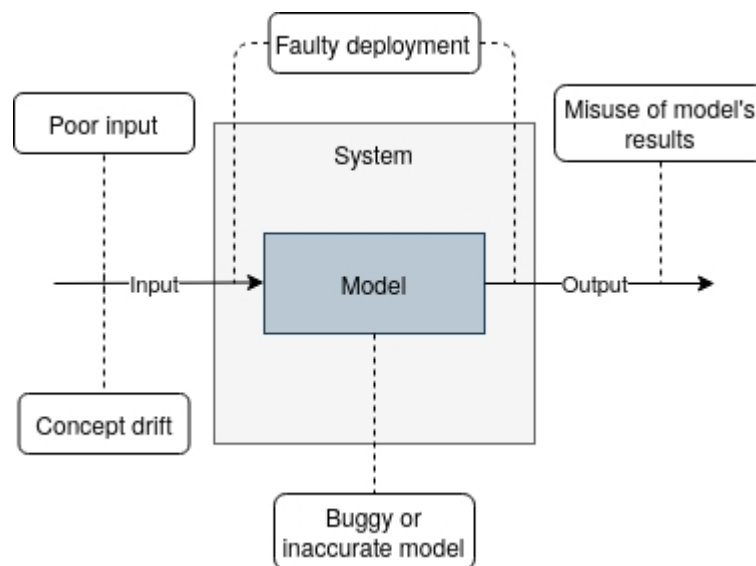 Faulty deployment
Poor input
Misuse of model's
results
System
Input
Model
Output
Concept drift
Buggy or
inaccurate model